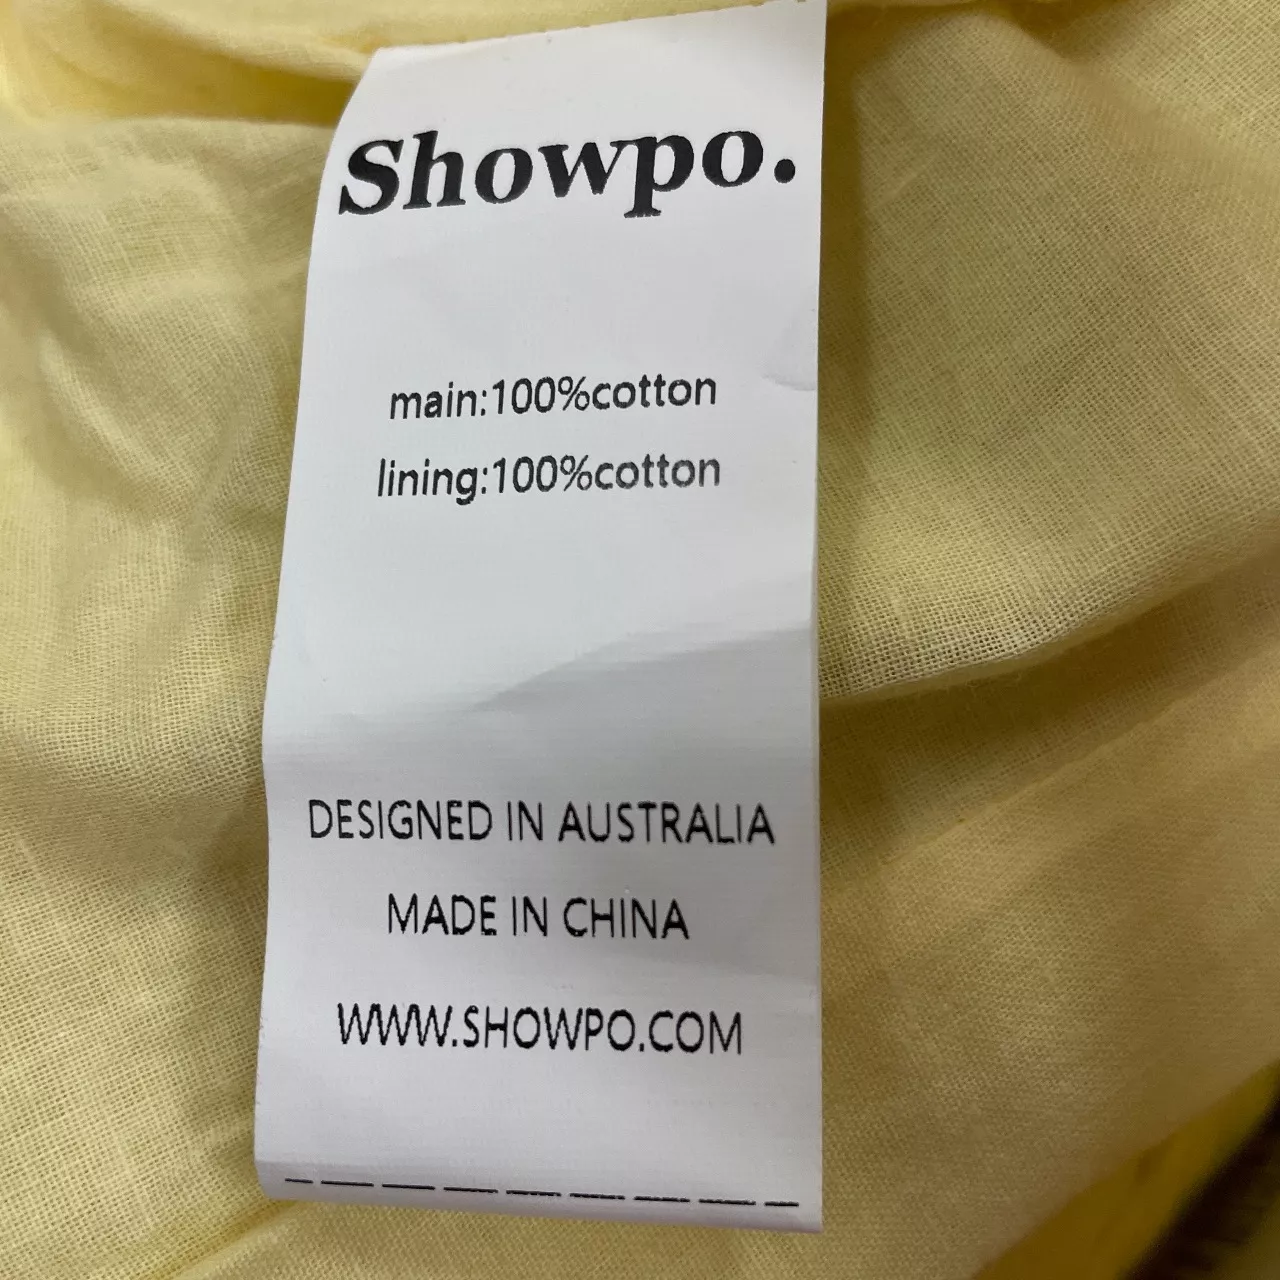 Showpo.
main:100%cotton
lining:100%cotton
DESIGNED IN AUSTRALIA
MADE IN CHINA
WWW.SHOWPO.COM